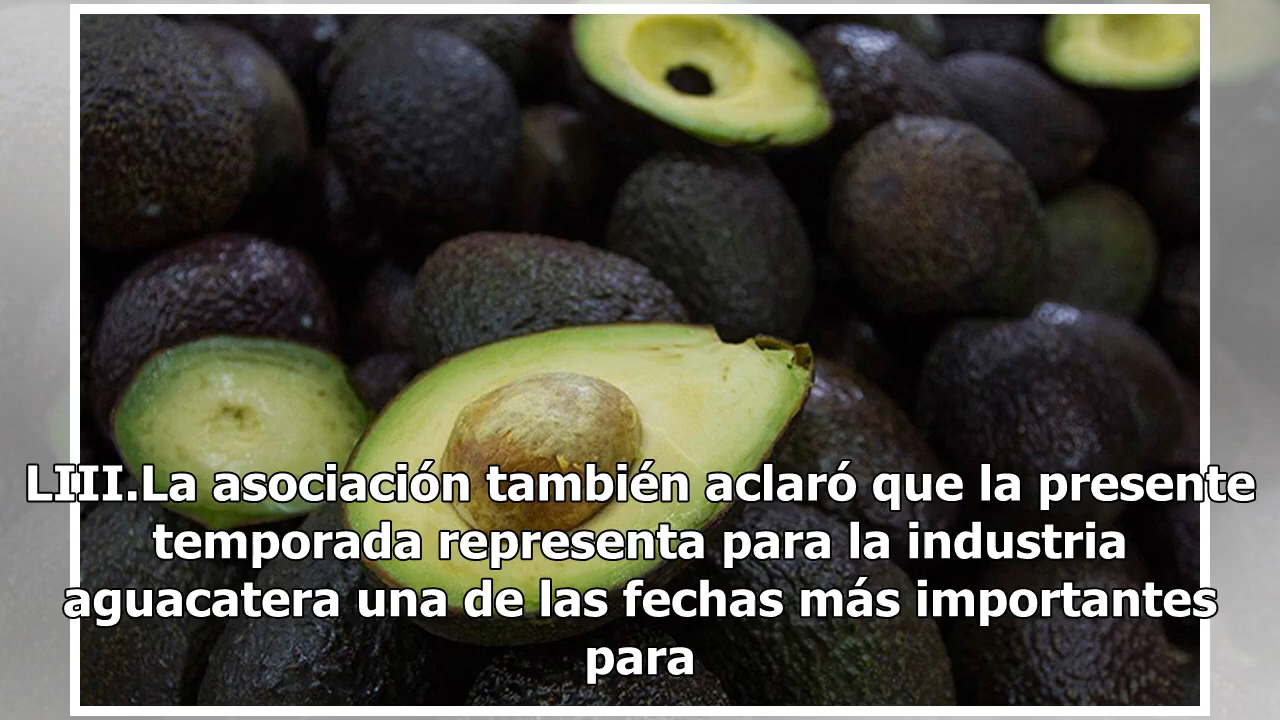 LIII.La asociación también aclaró que la presente
temporada representa para la industria
aguacatera una de las fechas más importantes
para